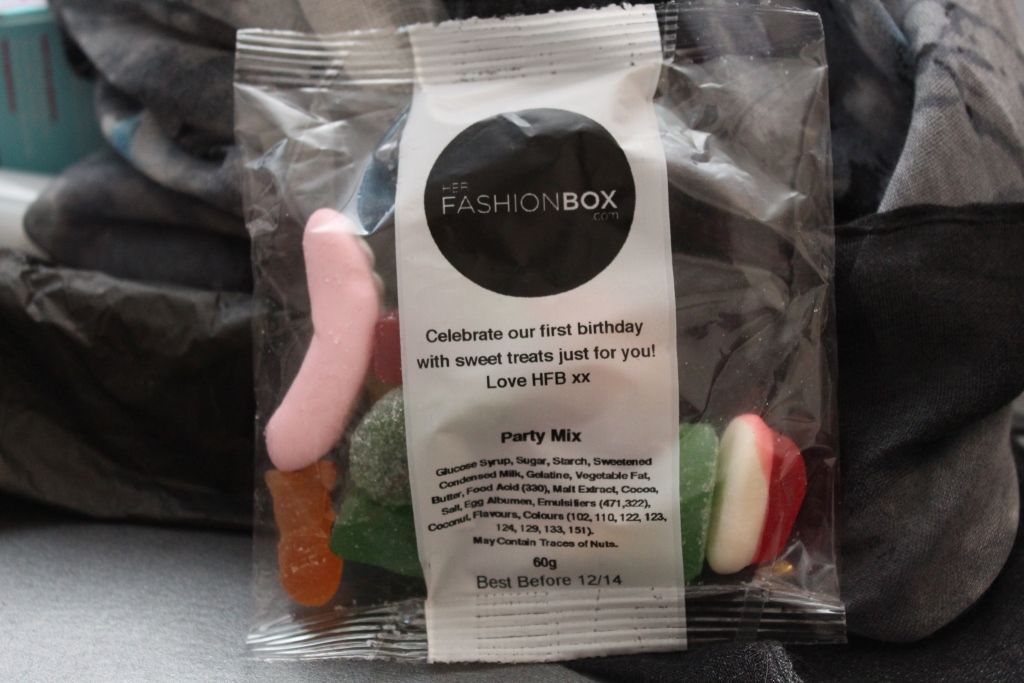 HER
FASHIONBOX
.com
Celebrate our first birthday
with sweet treats just for you!
Love HFB xx
Party Mix
Glucose Syrup, Sugar, Starch, Sweetened
Condensed Milk, Gelatine, Vegetable Fat,
Butter, Food Acid (330), Malt Extract, Cocoa,
Salt, Egg Albumen, Emulsifiers (471,322),
Coconut, Flavours, Colours (102, 110, 122, 123,
124, 129, 133, 151).
May Contain Traces of Nuts.
60g
Best Before 12/14